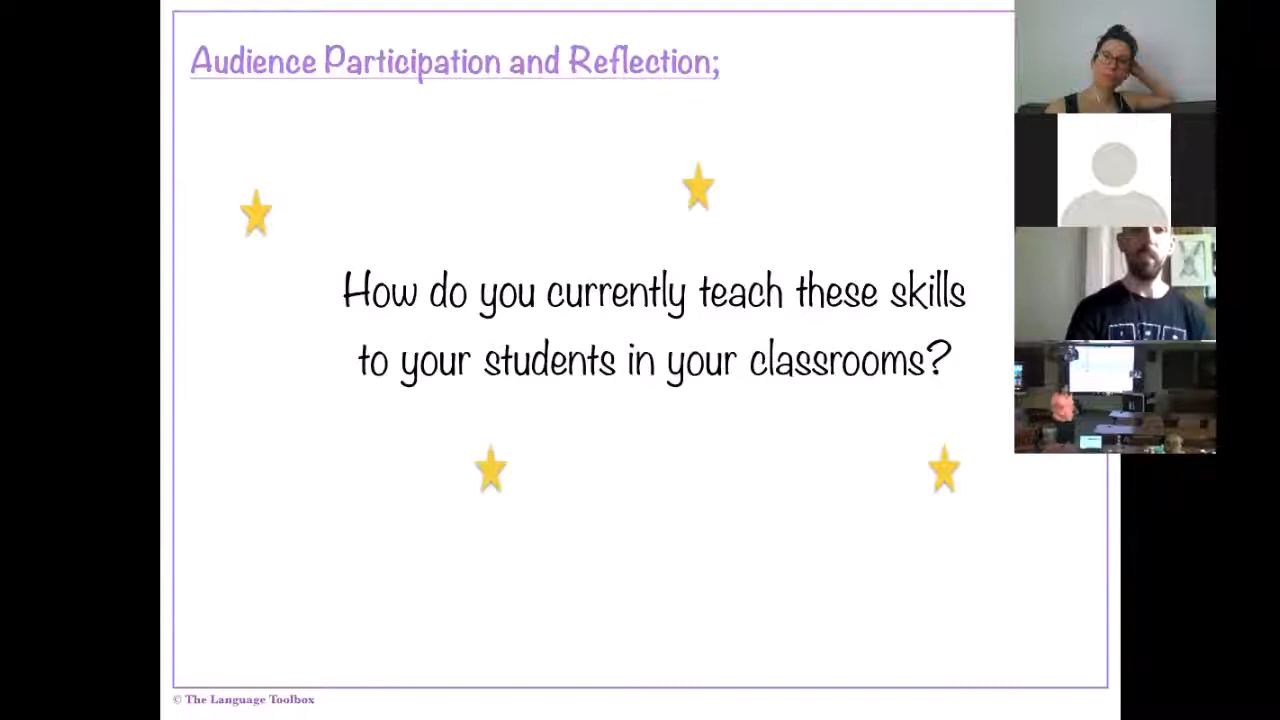 Audience Participation and Reflection;
How do you currently teach these skills
to your students in your classrooms?
© The Language Toolbox